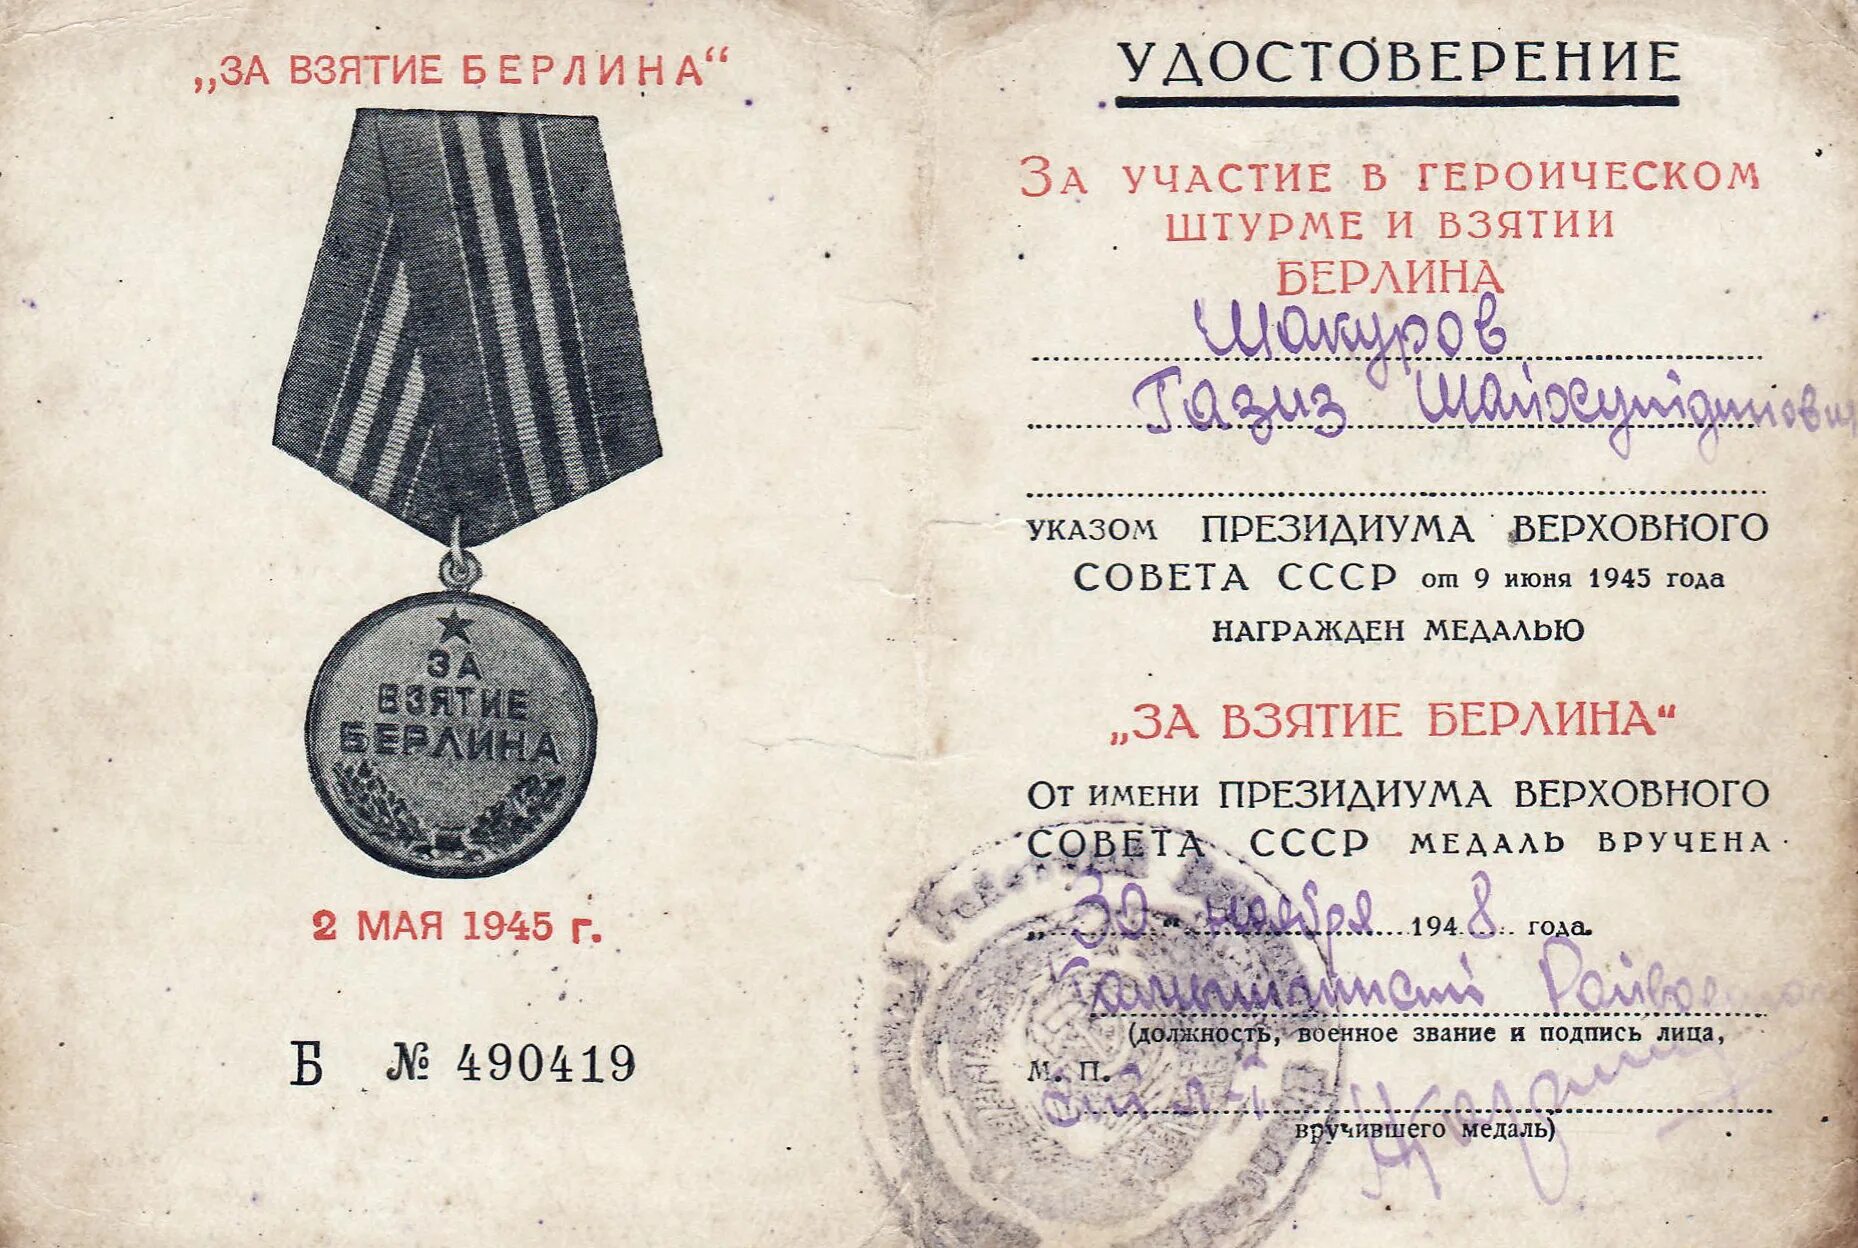 „ЗА ВЗЯТИЕ БЕРЛИНА“
ЗА
ВЗЯТИЕ
БЕРЛИНА
2 МАЯ 1945 г.
Б № 490419
УДОСТОВЕРЕНИЕ
ЗА УЧАСТИЕ В ГЕРОИЧЕСКОМ
ШТУРМЕ И ВЗЯТИИ
БЕРЛИНА
Шакуров
Газиз Шайхутдинович
УКАЗОМ ПРЕЗИДИУМА ВЕРХОВНОГО
СОВЕТА СССР от 9 июня 1945 года
НАГРАЖДЕН МЕДАЛЬЮ
„ЗА ВЗЯТИЕ БЕРЛИНА“
ОТ ИМЕНИ ПРЕЗИДИУМА ВЕРХОВНОГО
СОВЕТА СССР МЕДАЛЬ ВРУЧЕНА
„30“ ноября 1948 года.
(должность, военное звание и подпись лица,
М. П.
вручившего медаль)